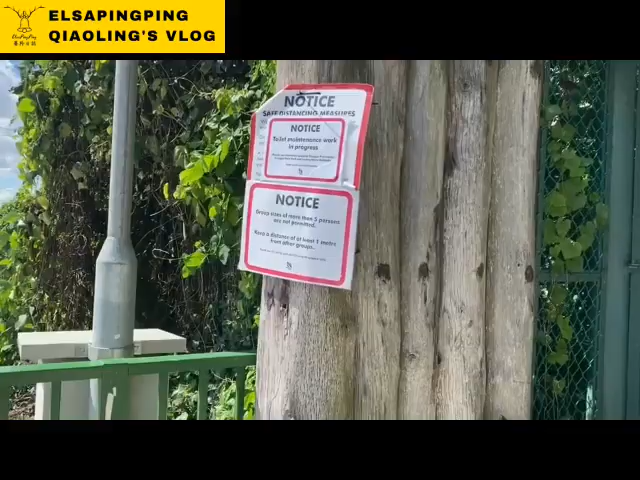 ELSAPINGPING
QIAOLING'S VLOG
NOTICE
SAFE DISTANCING MEASURES
NOTICE
Toilet maintenance work
in progress
NOTICE
Group sizes of more than 5 persons
are not permitted.
Keep a distance of at least 1 metre
from other groups.